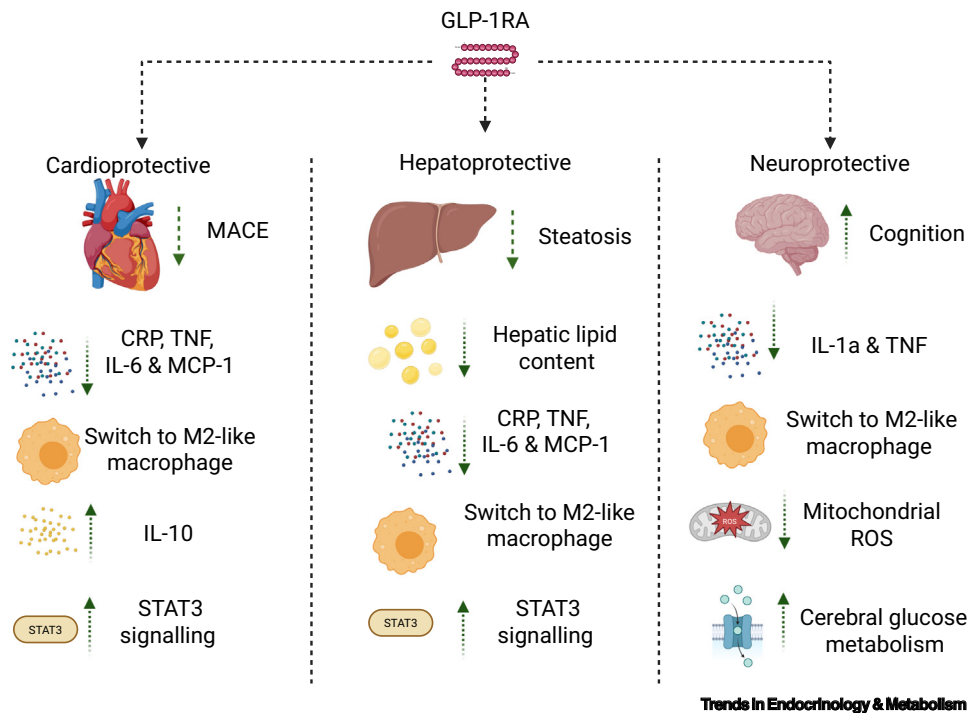 GLP-1RA
Cardioprotective
MACE
CRP, TNF,
IL-6 & MCP-1
Switch to M2-like
macrophage
IL-10
STAT3
STAT3
signalling
Hepatoprotective
Steatosis
Hepatic lipid
content
CRP, TNF,
IL-6 & MCP-1
Switch to M2-like
macrophage
STAT3
STAT3
signalling
Neuroprotective
Cognition
IL-1a & TNF
Switch to M2-like
macrophage
ROS
Mitochondrial
ROS
Cerebral glucose
metabolism
Trends in Endocrinology & Metabolism